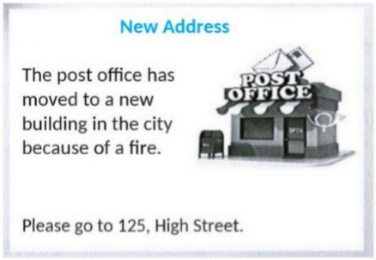 New Address
The post office has
moved to a new
building in the city
because of a fire.
POST
OFFICE
Please go to 125, High Street.